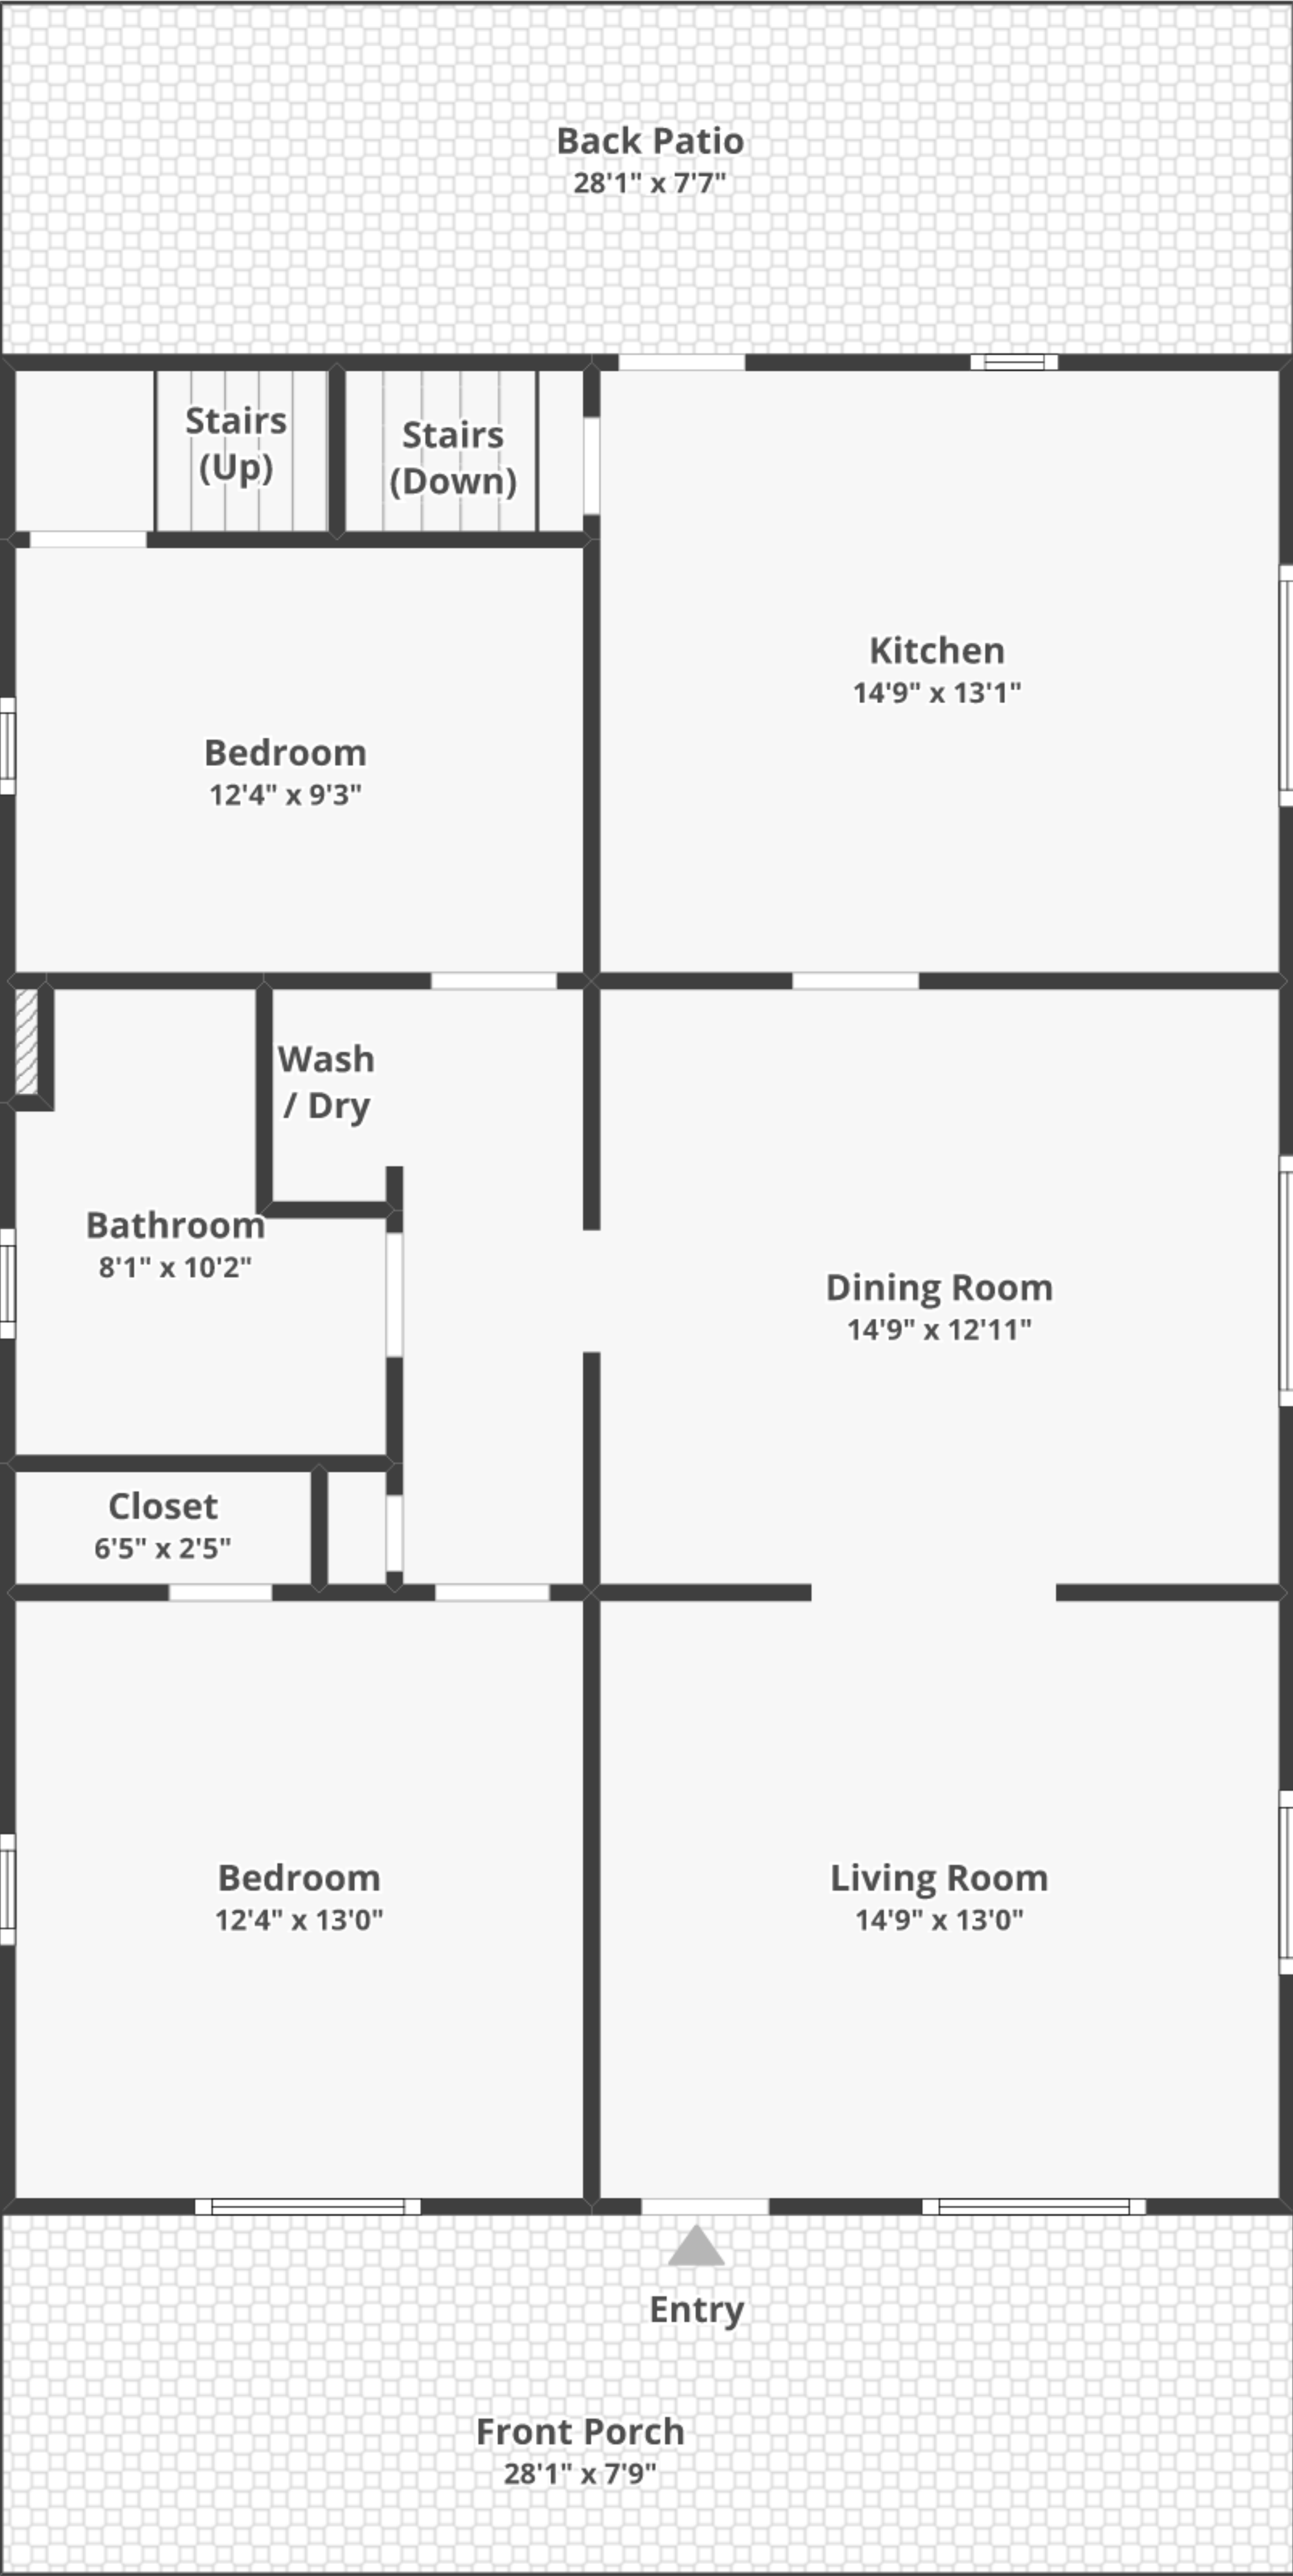 Back Patio
28'1" x 7'7"
Stairs
(Up)
Stairs
(Down)
Kitchen
14'9" x 13'1"
Bedroom
12'4" x 9'3"
Wash
/ Dry
Bathroom
8'1" x 10'2"
Dining Room
14'9" x 12'11"
Closet
6'5" x 2'5"
Bedroom
12'4" x 13'0"
Living Room
14'9" x 13'0"
Entry
Front Porch
28'1" x 7'9"